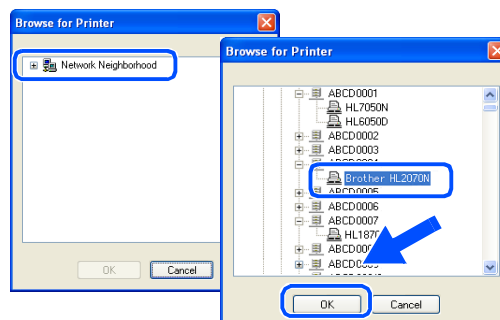 Browse for Printer
Network Neighborhood
OK
Cancel
Browse for Printer
ABCD0001
HL7050N
HL6050D
ABCD0002
ABCD0003
Brother HL2070N
ABCD0005
ABCD0006
ABCD0007
OK
Cancel